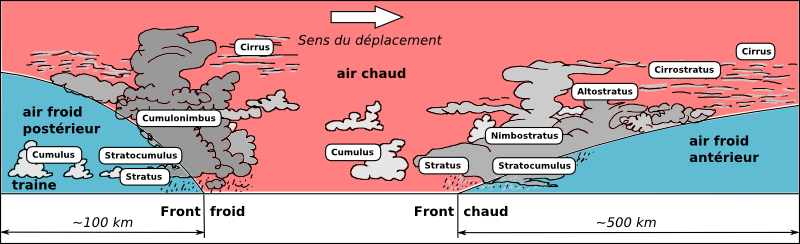 Sens du déplacement
Cirrus
Cirrus
Cirrostratus
air chaud
Altostratus
air froid
postérieur
Cumulonimbus
Nimbostratus
air froid
antérieur
Cumulus
Stratocumulus
Cumulus
Stratus
Stratocumulus
Stratus
traine
Front froid
Front chaud
~100 km
~500 km